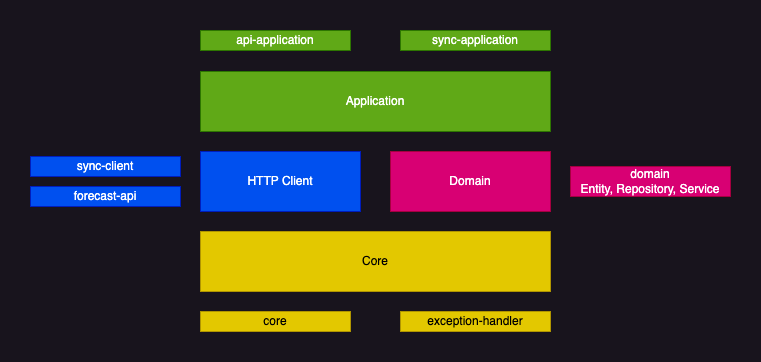 api-application
sync-application
Application
sync-client
forecast-api
HTTP Client
Domain
domain
Entity, Repository, Service
Core
core
exception-handler